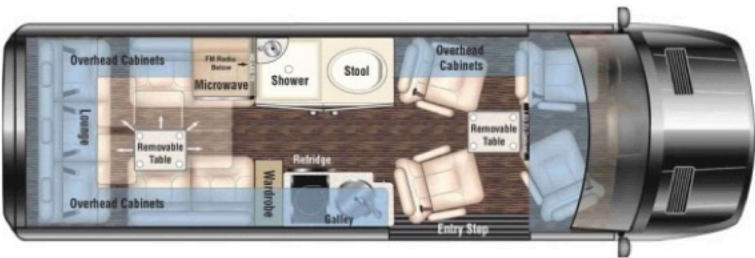 Overhead Cabinets
FM Radio
Below
Microwave
Shower
Stool
Overhead
Cabinets
Lounge
Removable
Table
Removable
Table
Refridge
Wardrobe
Overhead Cabinets
Galley
Entry Step